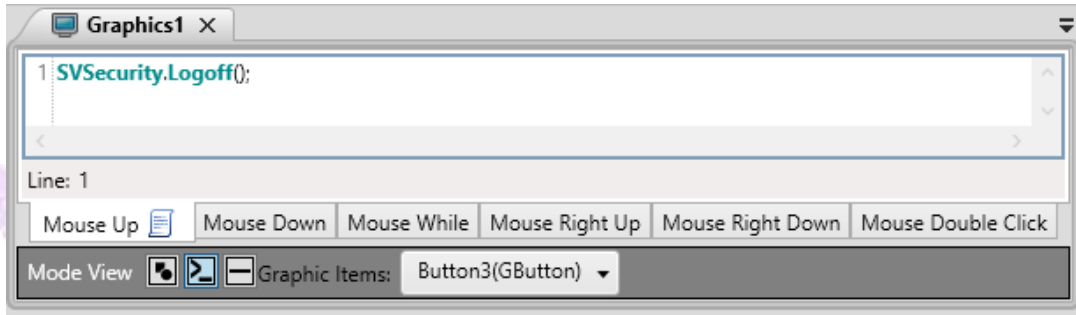 Graphics1
1 SVSecurity.Logoff();
Line: 1
Mouse Up Mouse Down Mouse While Mouse Right Up Mouse Right Down Mouse Double Click
Mode View Graphic Items: Button3(GButton)